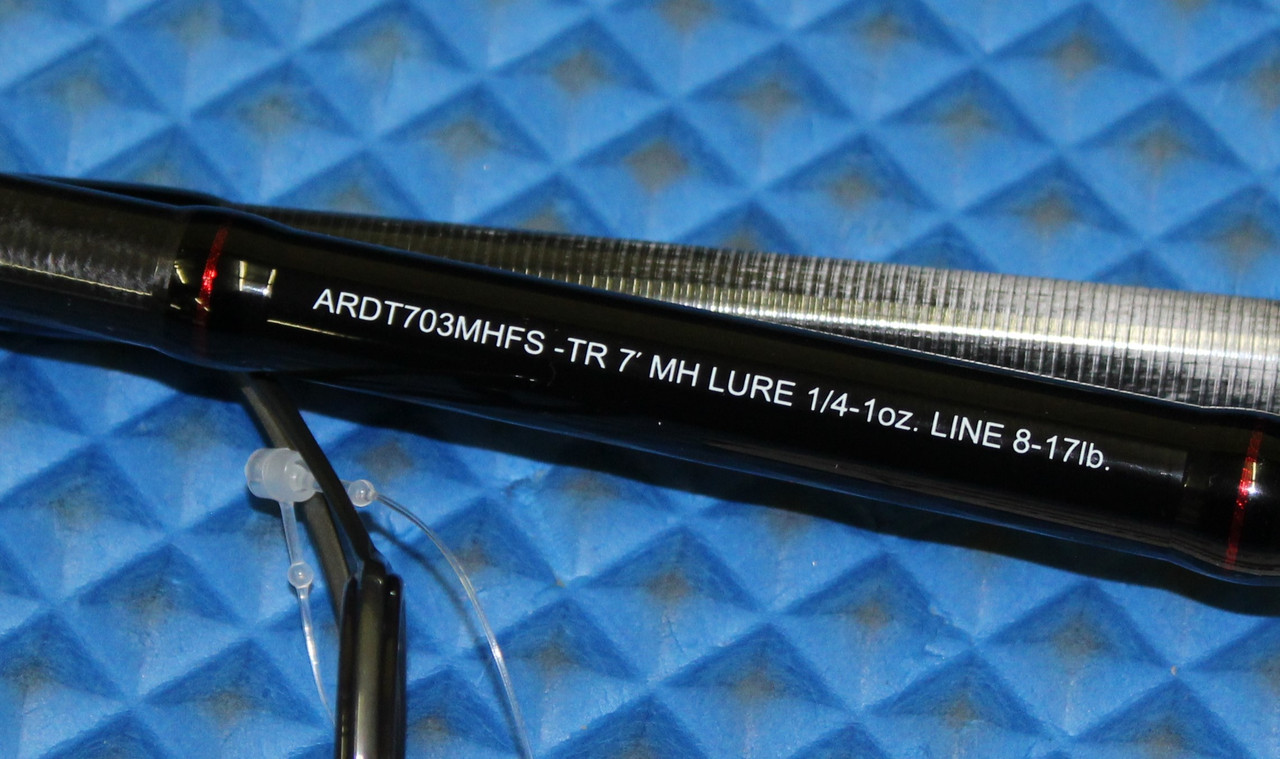 ARDT703MHFS -TR 7′ MH LURE 1/4-1oz. LINE 8-17lb.